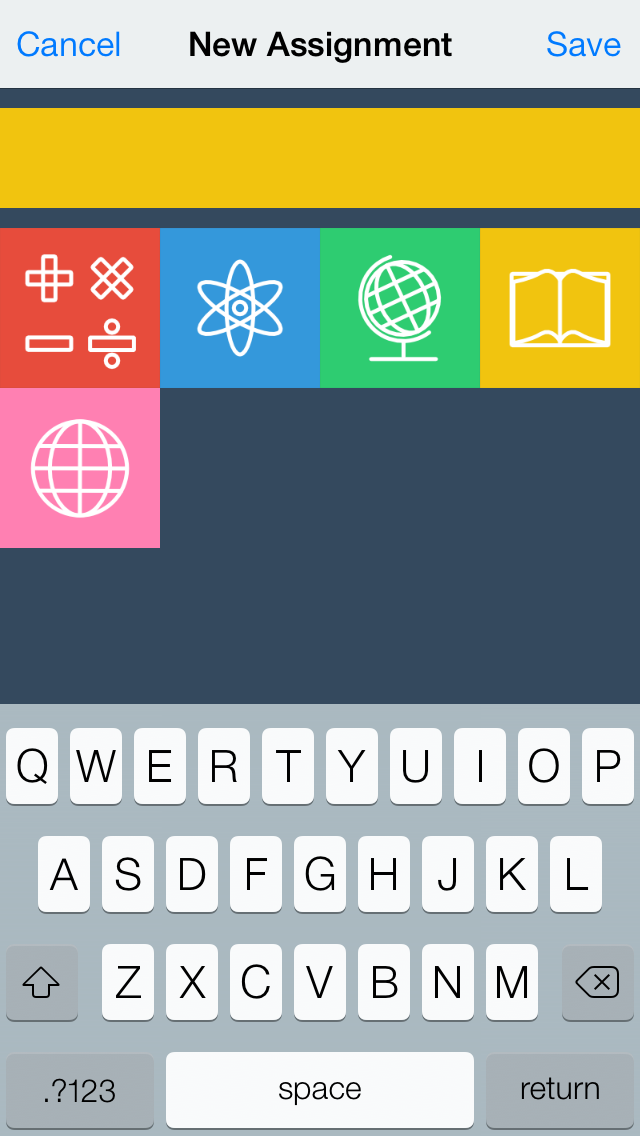 Cancel New Assignment Save
Q W E R T Y U I O P
A S D F G H J K L
Z X C V B N M
.?123 space return